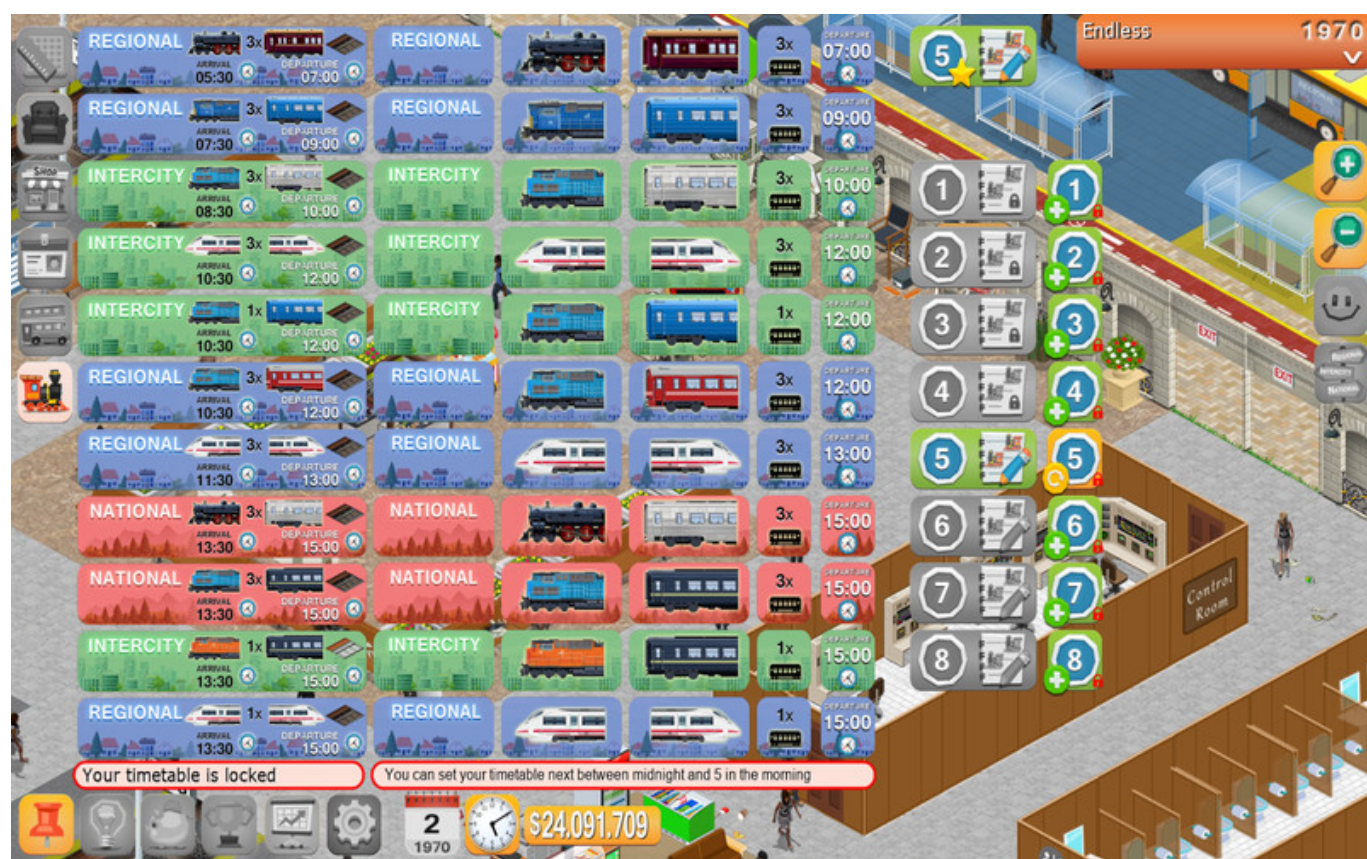 Endless 1970
REGIONAL 3x ARRIVAL 05:30 DEPARTURE 07:00 REGIONAL 3x DEPARTURE 07:00 5
REGIONAL 3x ARRIVAL 07:30 DEPARTURE 09:00 REGIONAL 3x DEPARTURE 09:00
SHOP INTERCITY 3x ARRIVAL 08:30 DEPARTURE 10:00 INTERCITY 3x DEPARTURE 10:00 1 1
INTERCITY 3x ARRIVAL 10:30 DEPARTURE 12:00 INTERCITY 3x DEPARTURE 12:00 2 2
INTERCITY 1x ARRIVAL 10:30 DEPARTURE 12:00 INTERCITY 1x DEPARTURE 12:00 3 3
EXIT
EXIT
REGIONAL
INTERCITY
NATIONAL
REGIONAL 3x ARRIVAL 10:30 DEPARTURE 12:00 REGIONAL 3x DEPARTURE 12:00 4 4
REGIONAL 3x ARRIVAL 11:30 DEPARTURE 13:00 REGIONAL 3x DEPARTURE 13:00 5 5
NATIONAL 3x ARRIVAL 13:30 DEPARTURE 15:00 NATIONAL 3x DEPARTURE 15:00 6 6
NATIONAL 3x ARRIVAL 13:30 DEPARTURE 15:00 NATIONAL 3x DEPARTURE 15:00 7 7
Control
Room
INTERCITY 1x ARRIVAL 13:30 DEPARTURE 15:00 INTERCITY 1x DEPARTURE 15:00 8 8
REGIONAL 1x ARRIVAL 13:30 DEPARTURE 15:00 REGIONAL 1x DEPARTURE 15:00
Your timetable is locked
You can set your timetable next between midnight and 5 in the morning
2
1970
$24,091.709